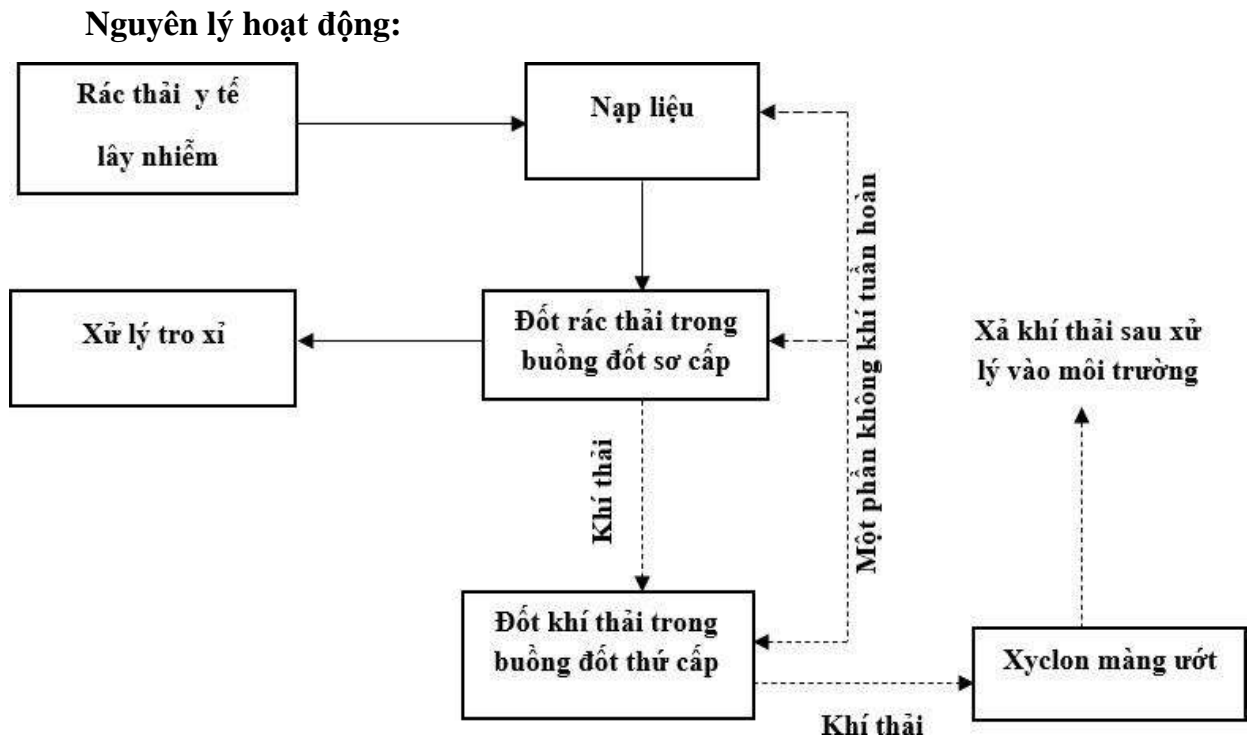 Nguyên lý hoạt động:
Rác thải y tế
lây nhiễm
Nạp liệu
Xử lý tro xỉ
Đốt rác thải trong
buồng đốt sơ cấp
Một phần không khí tuần hoàn
Xả khí thải sau xử
lý vào môi trường
Khí thải
Đốt khí thải trong
buồng đốt thứ cấp
Khí thải
Xyclon màng ướt